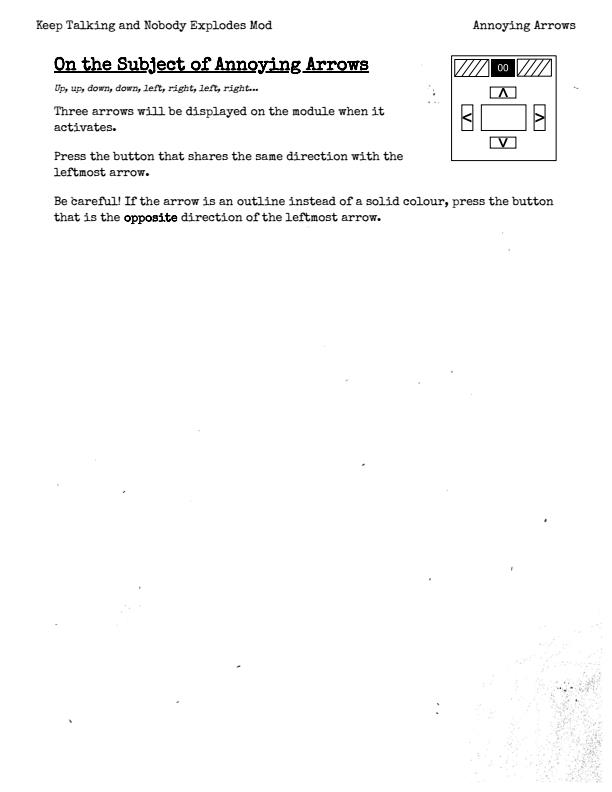 Keep Talking and Nobody Explodes Mod Annoying Arrows
On the Subject of Annoying Arrows
Up, up, down, down, left, right, left, right...
Three arrows will be displayed on the module when it
activates.
Press the button that shares the same direction with the
leftmost arrow.
Be careful! If the arrow is an outline instead of a solid colour, press the button
that is the opposite direction of the leftmost arrow.
00